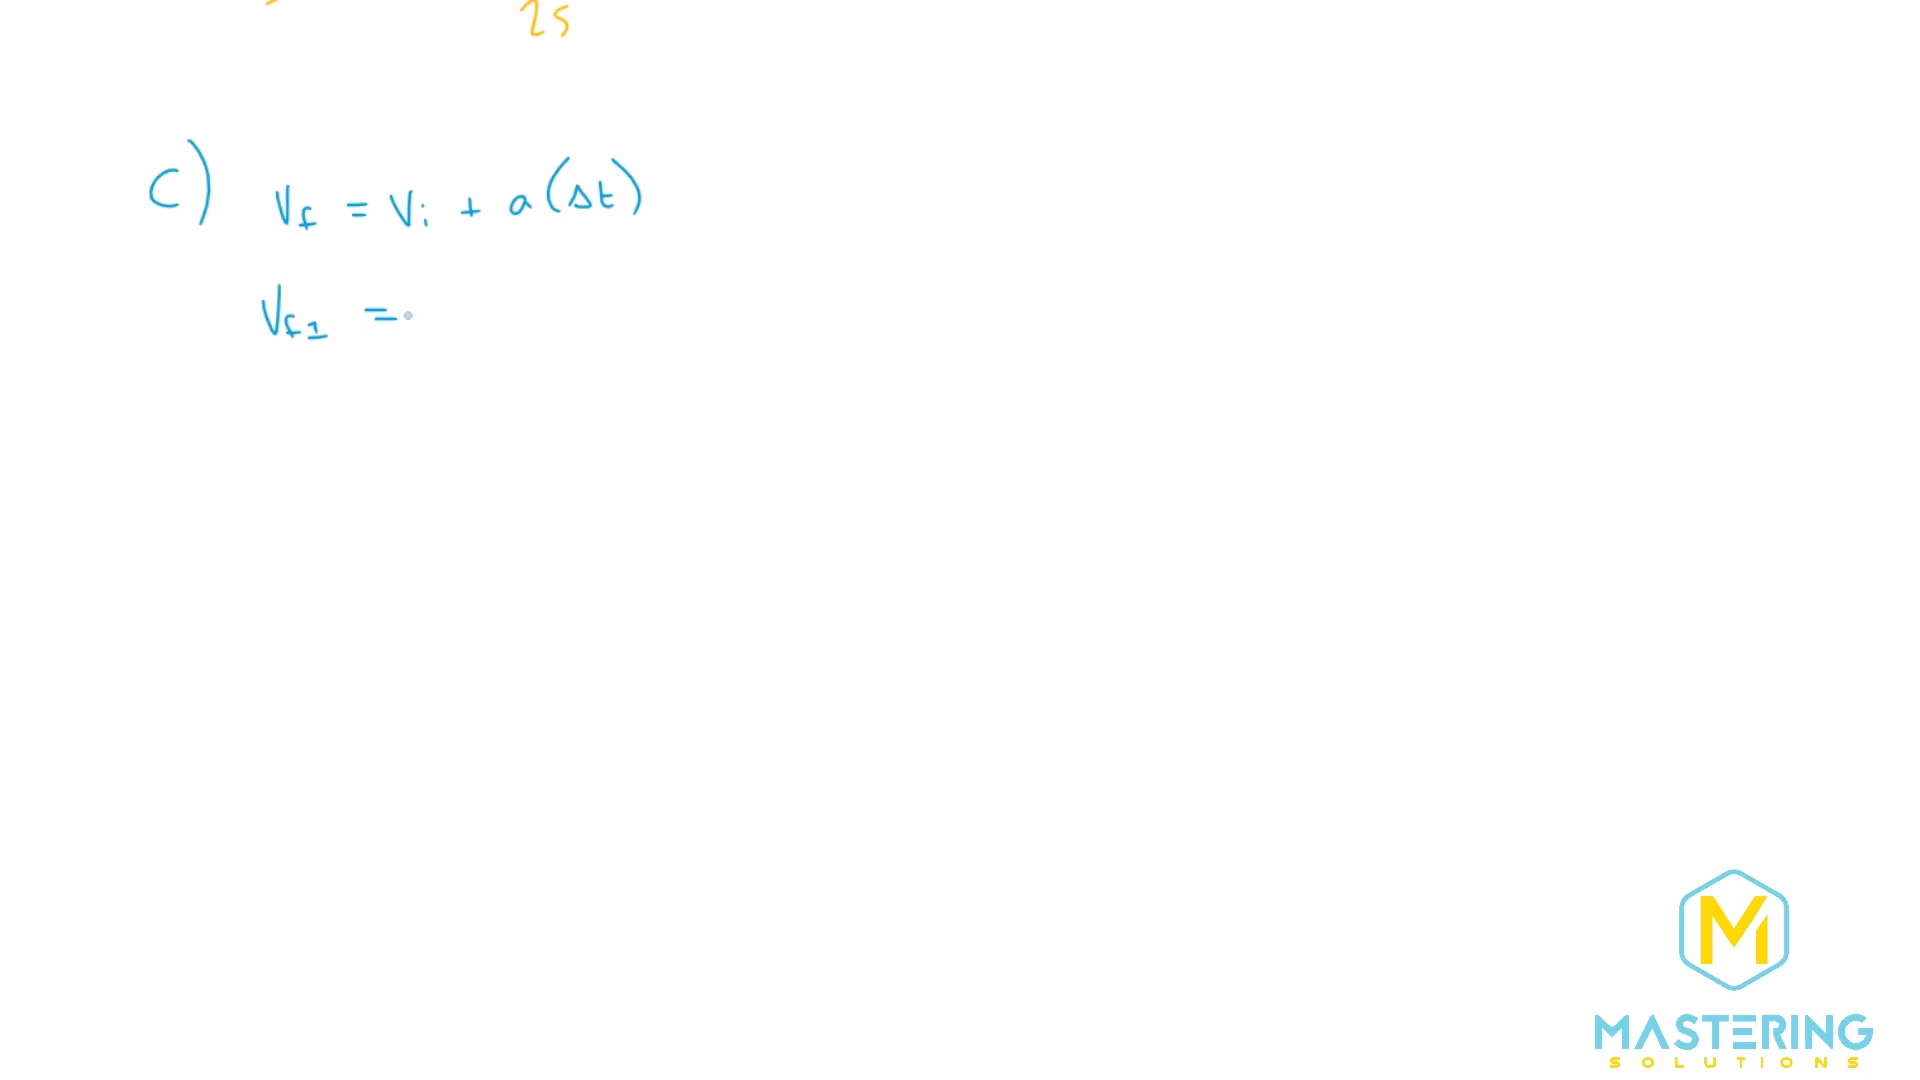 2s
C) Vf = Vi + a(Δt)
Vf1 =
MASTERING
SOLUTIONS